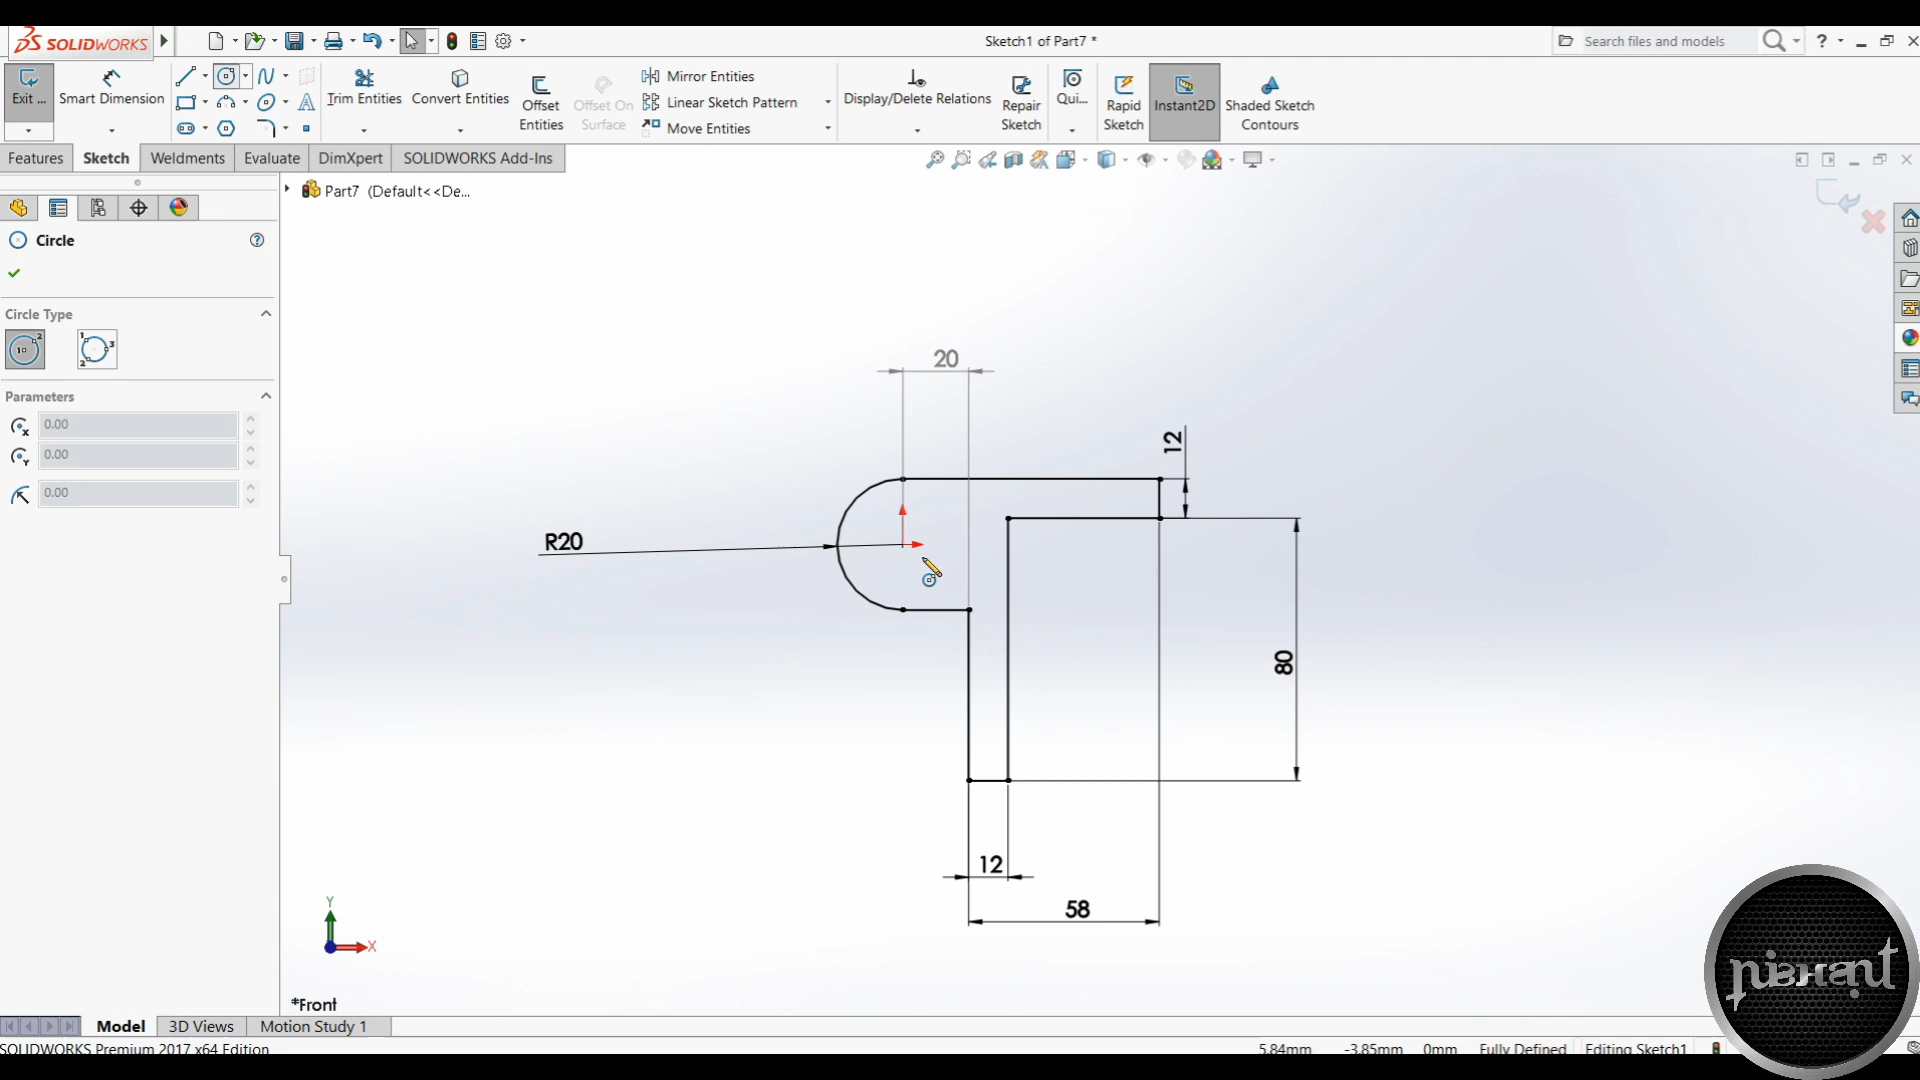 SOLIDWORKS
Sketch1 of Part7 *
Search files and models
?
Exit ...
Smart Dimension
Trim Entities
Convert Entities
Offset Entities
Offset On Surface
Mirror Entities
Linear Sketch Pattern
Move Entities
Display/Delete Relations
Repair Sketch
Qui...
Rapid Sketch
Instant2D
Shaded Sketch Contours
Features
Sketch
Weldments
Evaluate
DimXpert
SOLIDWORKS Add-Ins
Part7 (Default<<De...
Circle
Circle Type
Parameters
0.00
0.00
0.00
20
12
R20
80
12
58
Y
X
*Front
Model
3D Views
Motion Study 1
SOLIDWORKS Premium 2017 x64 Edition
5.84mm
-3.85mm
0mm
Fully Defined
Editing Sketch1